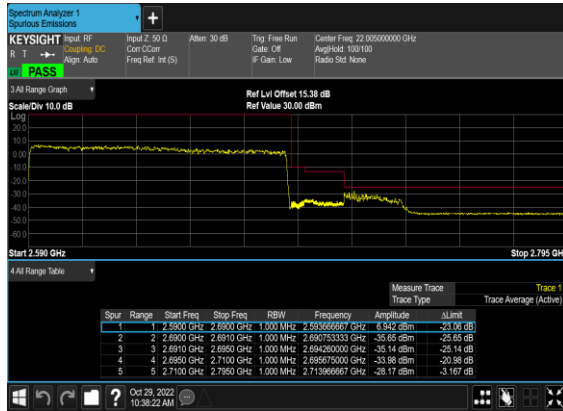 Spectrum Analyzer 1
Spurious Emissions
+
KEYSIGHT Input: RF Input Z: 50 Ω Atten: 30 dB Trig: Free Run Center Freq: 22.005000000 GHz
R T Coupling: DC Corr CCorr Gate: Off Avg|Hold: 100/100
Align: Auto Freq Ref: Int (S) IF Gain: Low Radio Std: None
PASS
3 All Range Graph Ref Lvl Offset 15.38 dB
Scale/Div 10.0 dB Ref Value 30.00 dBm
Log
20.0
10.0
0.00
-10.0
-20.0
-30.0
-40.0
-50.0
-60.0
Start 2.590 GHz Stop 2.795 GH
4 All Range Table
Measure Trace Trace 1
Trace Type Trace Average (Active)
Spur Range Start Freq Stop Freq RBW Frequency Amplitude ΔLimit
1 1 2.5900 GHz 2.6900 GHz 1.000 MHz 2.593666667 GHz 6.942 dBm -23.06 dB
2 2 2.6900 GHz 2.6910 GHz 1.000 MHz 2.690753333 GHz -35.65 dBm -25.65 dB
3 3 2.6910 GHz 2.6950 GHz 1.000 MHz 2.694260000 GHz -35.14 dBm -25.14 dB
4 4 2.6950 GHz 2.7100 GHz 1.000 MHz 2.695675000 GHz -33.98 dBm -20.98 dB
5 5 2.7100 GHz 2.7950 GHz 1.000 MHz 2.713966667 GHz -28.17 dBm -3.167 dB
? Oct 29, 2022
10:38:22 AM